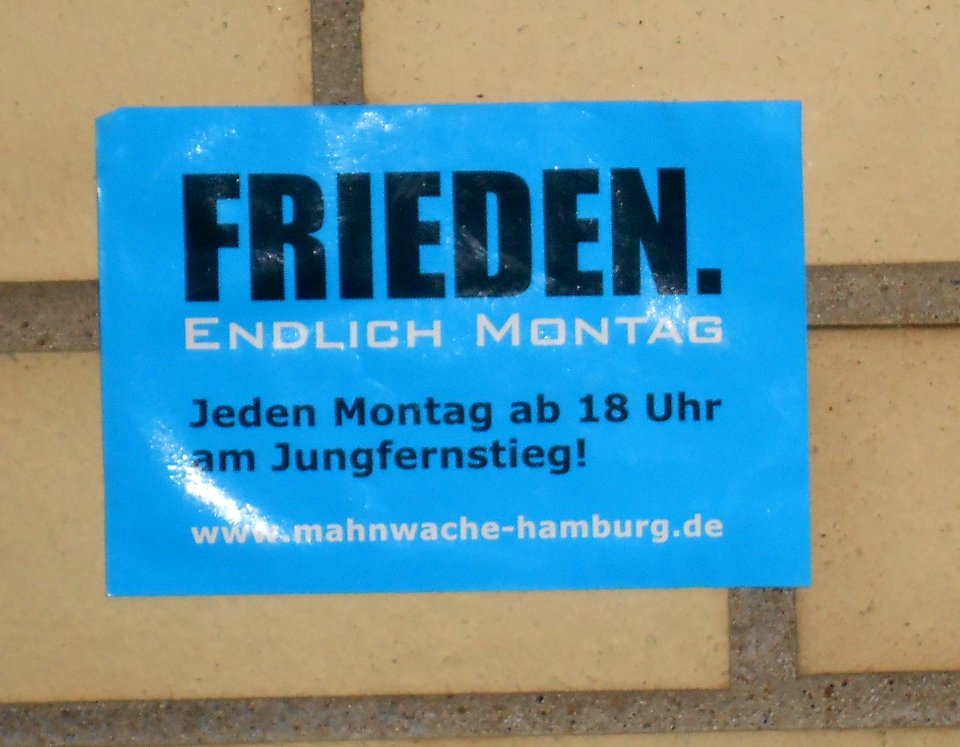 FRIEDEN.
ENDLICH MONTAG
Jeden Montag ab 18 Uhr
am Jungfernstieg!
www.mahnwache-hamburg.de